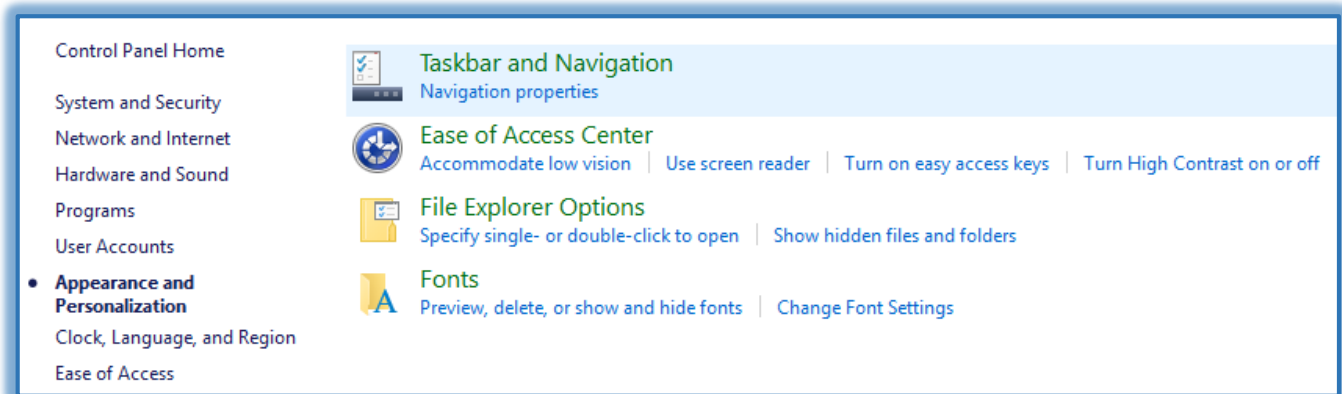 Control Panel Home
System and Security
Network and Internet
Hardware and Sound
Programs
User Accounts
Appearance and
Personalization
Clock, Language, and Region
Ease of Access
Taskbar and Navigation
Navigation properties
Ease of Access Center
Accommodate low vision | Use screen reader | Turn on easy access keys | Turn High Contrast on or off
File Explorer Options
Specify single- or double-click to open | Show hidden files and folders
Fonts
Preview, delete, or show and hide fonts | Change Font Settings